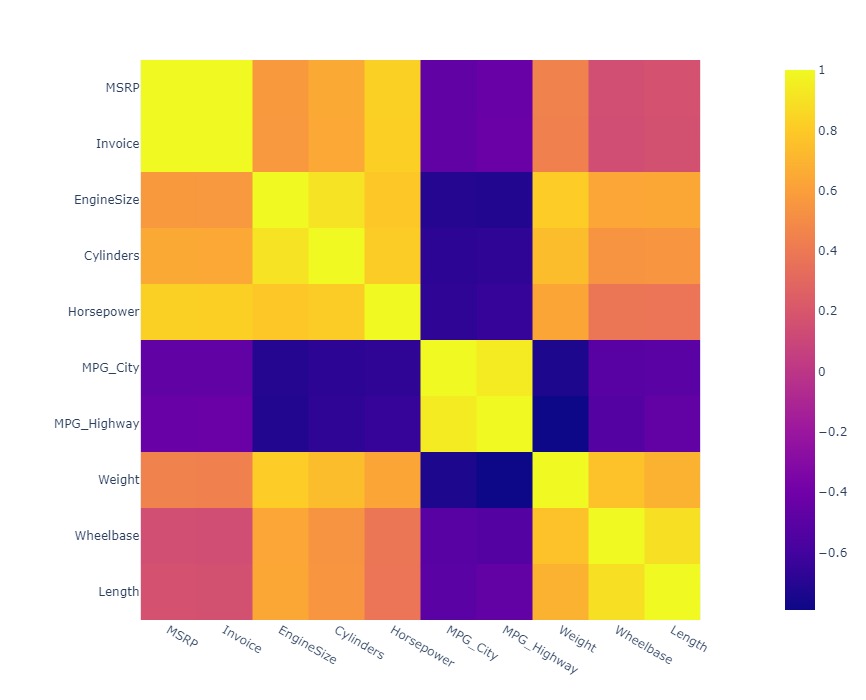 MSRP
Invoice
EngineSize
Cylinders
Horsepower
MPG_City
MPG_Highway
Weight
Wheelbase
Length
MSRP
Invoice
EngineSize
Cylinders
Horsepower
MPG_City
MPG_Highway
Weight
Wheelbase
Length
1
0.8
0.6
0.4
0.2
0
−0.2
−0.4
−0.6